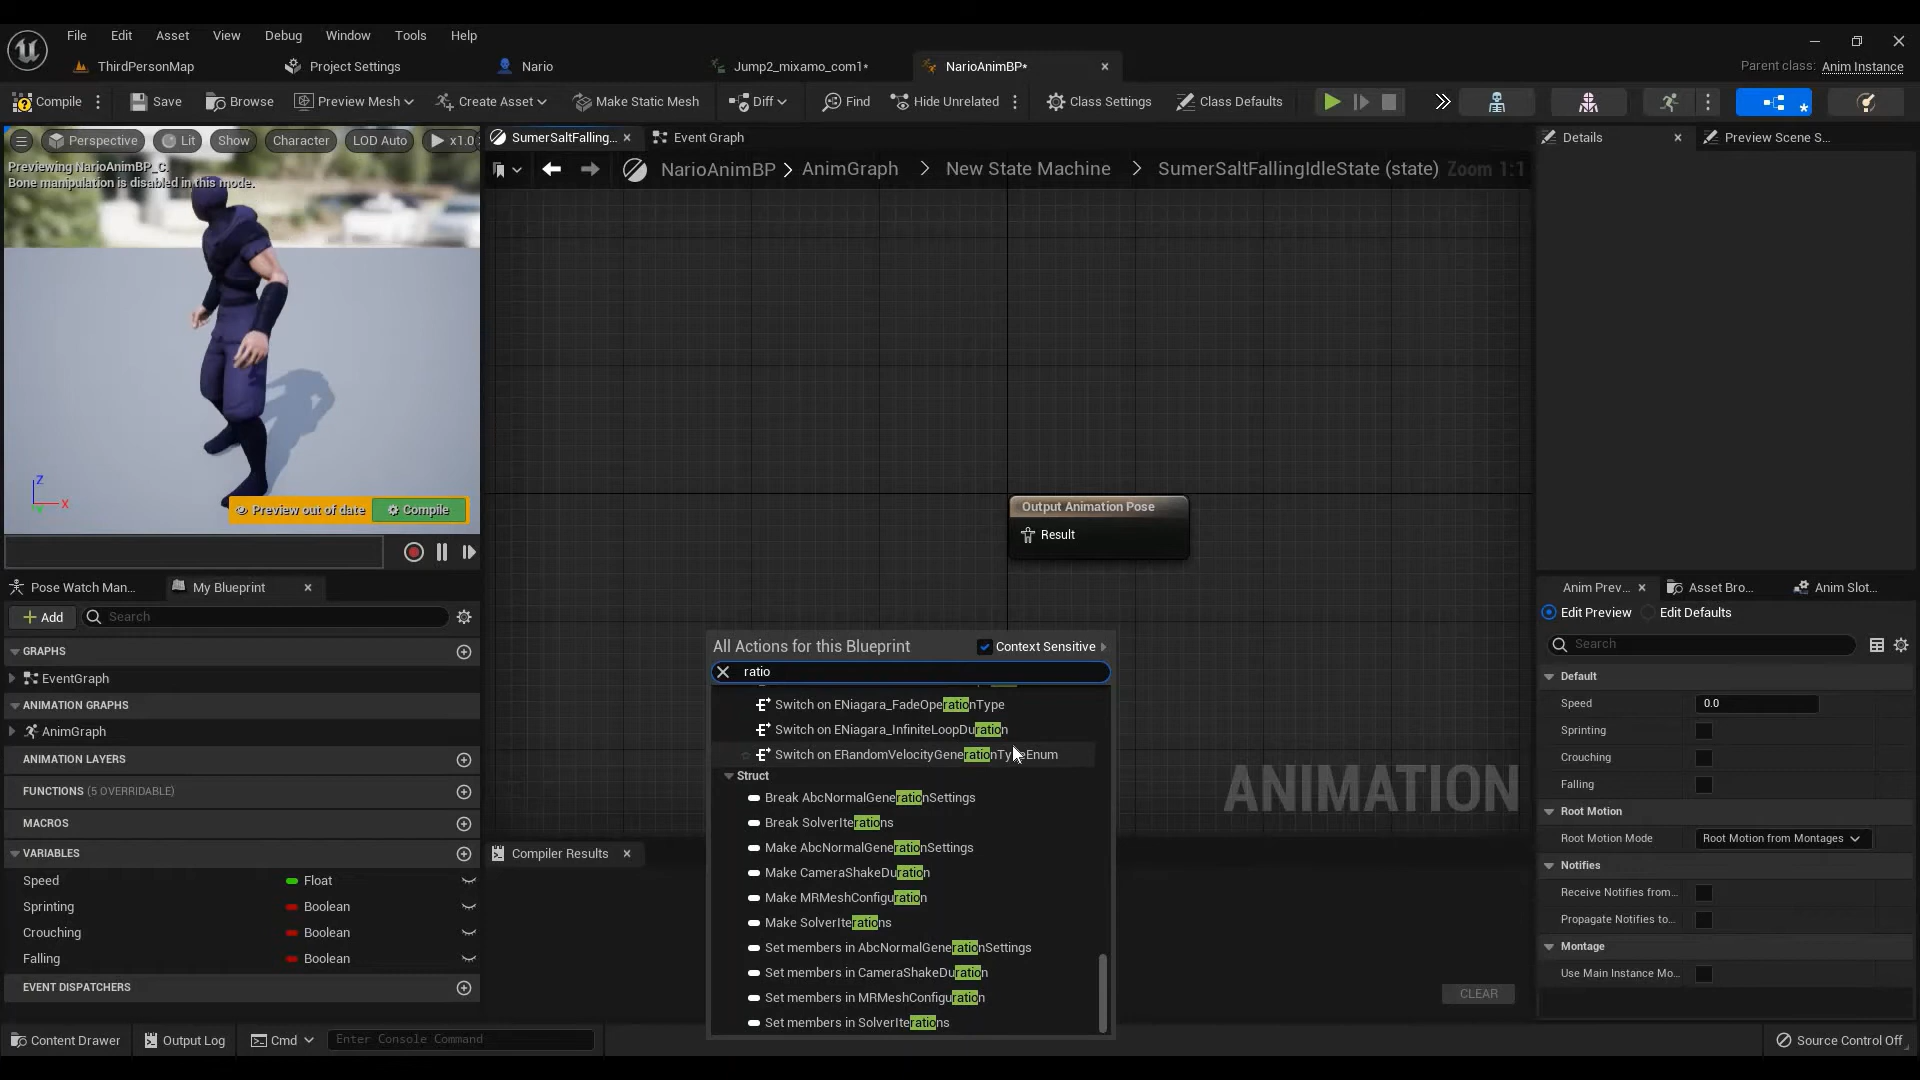 File Edit Asset View Debug Window Tools Help
ThirdPersonMap Project Settings Nario Jump2_mixamo_com1* NarioAnimBP* Parent class: Anim Instance
Compile Save Browse Preview Mesh Create Asset Make Static Mesh Diff Find Hide Unrelated Class Settings Class Defaults
Perspective Lit Show Character LOD Auto x1.0
Previewing NarioAnimBP_C.
Bone manipulation is disabled in this mode.
Z
X
Preview out of date Compile
SumerSaltFalling... Event Graph
NarioAnimBP > AnimGraph > New State Machine > SumerSaltFallingIdleState (state) Zoom 1:1
Output Animation Pose
Result
ANIMATION
All Actions for this Blueprint Context Sensitive
ratio
Switch on ENiagara_FadeOperationType
Switch on ENiagara_InfiniteLoopDuration
Switch on ERandomVelocityGenerationTypeEnum
Struct
Break AbcNormalGenerationSettings
Break SolverIterations
Make AbcNormalGenerationSettings
Make CameraShakeDuration
Make MRMeshConfiguration
Make SolverIterations
Set members in AbcNormalGenerationSettings
Set members in CameraShakeDuration
Set members in MRMeshConfiguration
Set members in SolverIterations
Compiler Results
CLEAR
Pose Watch Man... My Blueprint
Add Search
GRAPHS
EventGraph
ANIMATION GRAPHS
AnimGraph
ANIMATION LAYERS
FUNCTIONS (5 OVERRIDABLE)
MACROS
VARIABLES
Speed Float
Sprinting Boolean
Crouching Boolean
Falling Boolean
EVENT DISPATCHERS
Details Preview Scene S...
Anim Prev... Asset Bro... Anim Slot...
Edit Preview Edit Defaults
Search
Default
Speed 0.0
Sprinting
Crouching
Falling
Root Motion
Root Motion Mode Root Motion from Montages
Notifies
Receive Notifies from...
Propagate Notifies to...
Montage
Use Main Instance Mo...
Content Drawer Output Log Cmd Enter Console Command Source Control Off